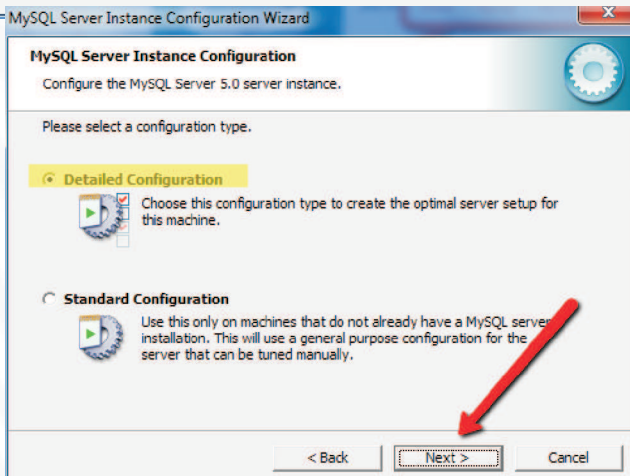 MySQL Server Instance Configuration Wizard
MySQL Server Instance Configuration
Configure the MySQL Server 5.0 server instance.
Please select a configuration type.
Detailed Configuration
Choose this configuration type to create the optimal server setup for
this machine.
Standard Configuration
Use this only on machines that do not already have a MySQL server
installation. This will use a general purpose configuration for the
server that can be tuned manually.
< Back
Next >
Cancel